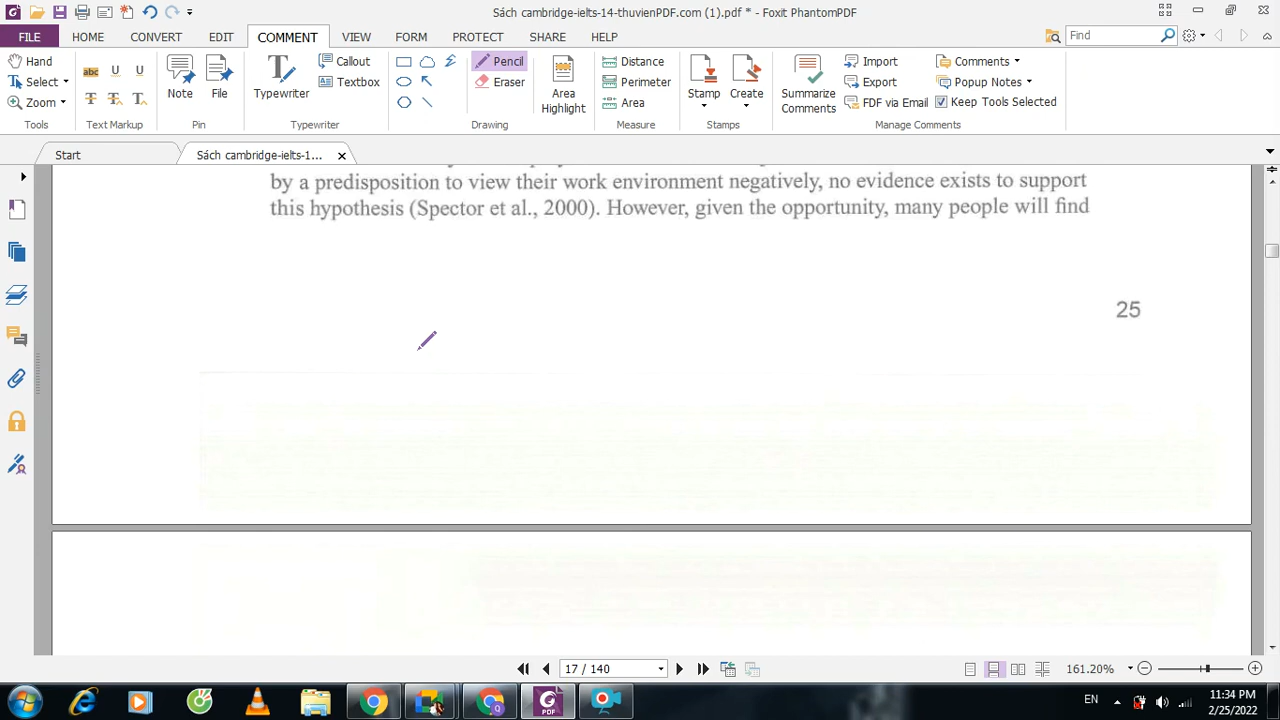 Sách cambridge-ielts-14-thuvienPDF.com (1).pdf * - Foxit PhantomPDF
FILE HOME CONVERT EDIT COMMENT VIEW FORM PROTECT SHARE HELP Find
Hand
Select
Zoom
Tools
abc U U
T T T
Text Markup
Note File
Pin
Typewriter
Callout
Textbox
Typewriter
Pencil
Eraser
Drawing
Area
Highlight
Distance
Perimeter
Area
Measure
Stamp Create
Stamps
Summarize
Comments
Import
Export
FDF via Email
Comments
Popup Notes
Keep Tools Selected
Manage Comments
Start Sách cambridge-ielts-1...
by a predisposition to view their work environment negatively, no evidence exists to support
this hypothesis (Spector et al., 2000). However, given the opportunity, many people will find
25
17 / 140 161.20%
PDF
EN 11:34 PM
2/25/2022